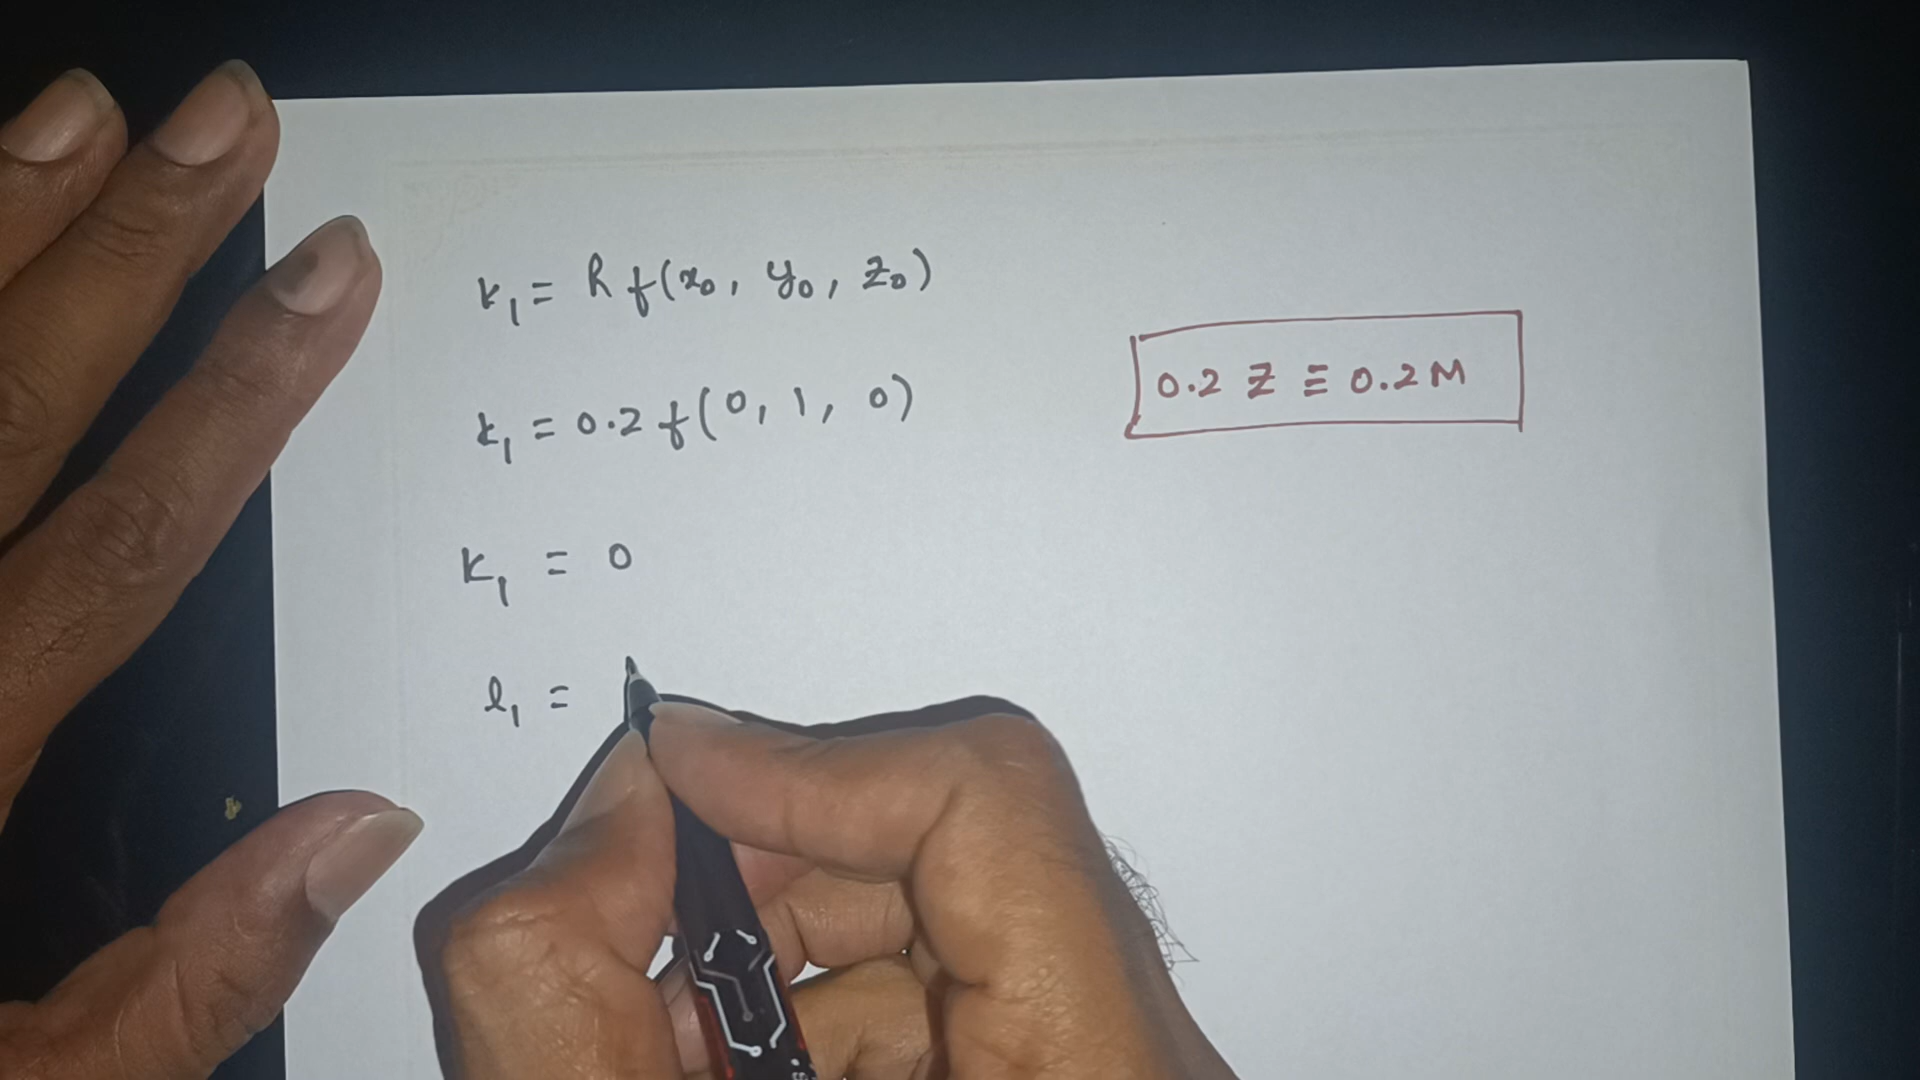 k₁ = h f(x₀, y₀, z₀)
k₁ = 0.2 f(0, 1, 0)
0.2 Z ≡ 0.2 M
K₁ = 0
l₁ =